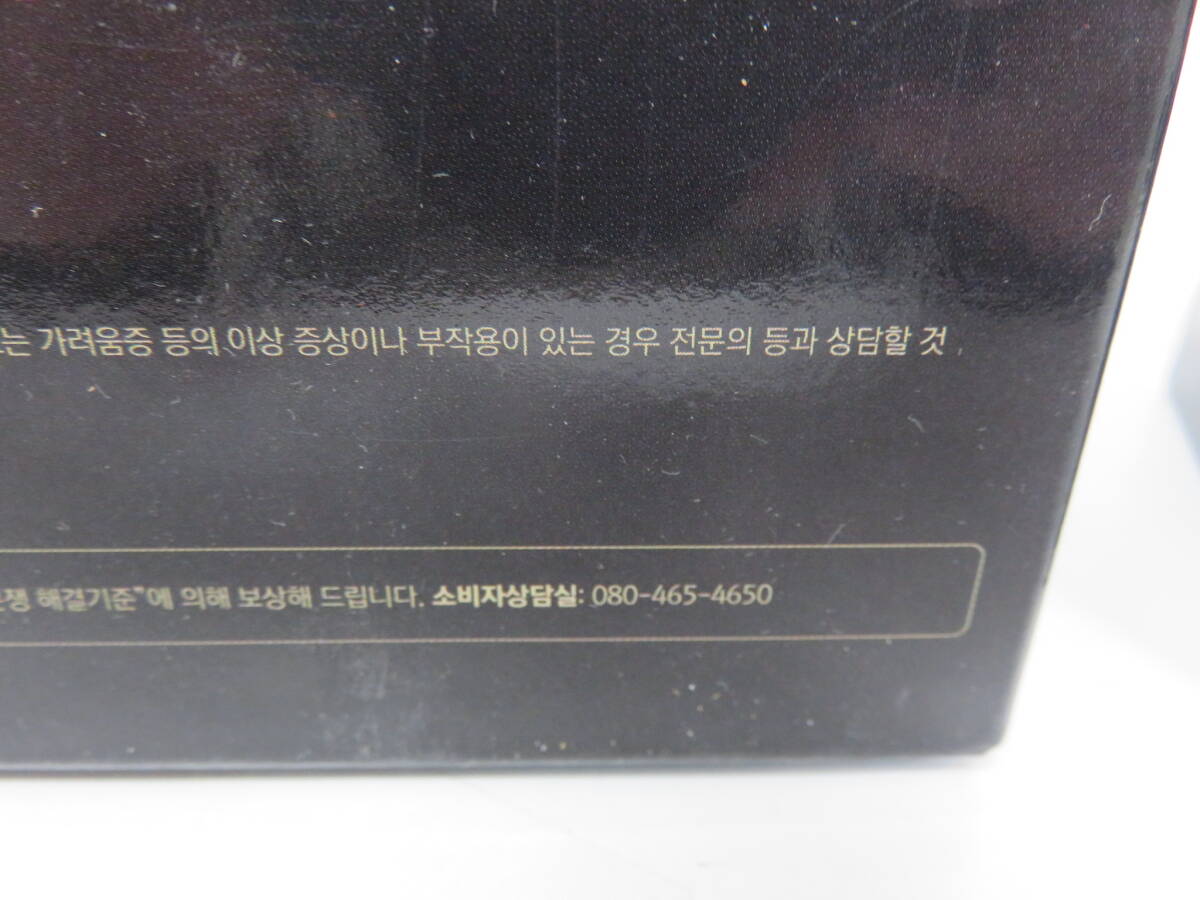 는 가려움증 등의 이상 증상이나 부작용이 있는 경우 전문의 등과 상담할 것
해결기준"에 의해 보상해 드립니다. 소비자상담실: 080-465-4650